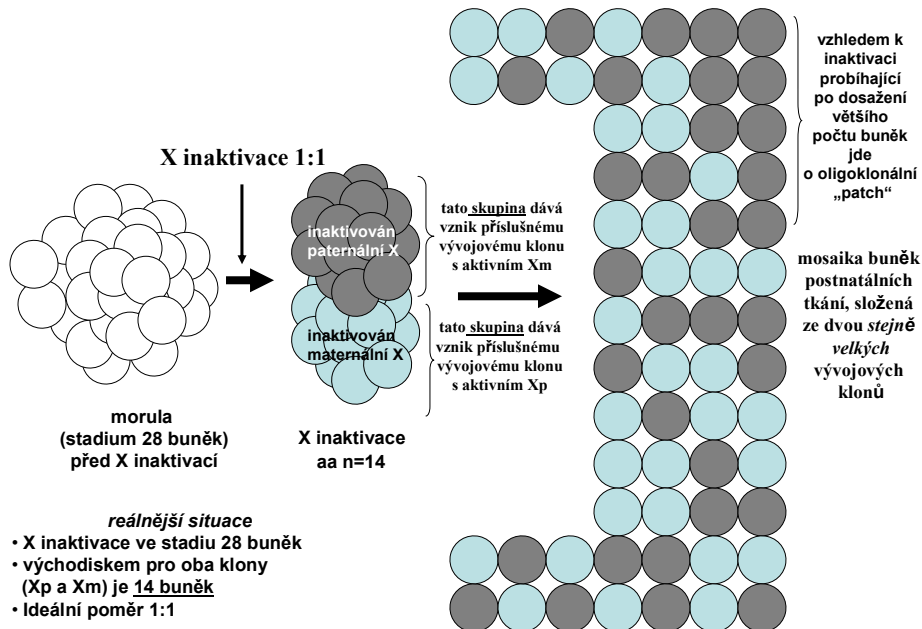 X inaktivace 1:1
morula
(stadium 28 buněk)
před X inaktivací
inaktivován
paternální X
inaktivován
maternální X
X inaktivace
aa n=14
tato skupina dává
vznik příslušnému
vývojovému klonu
s aktivním Xm
tato skupina dává
vznik příslušnému
vývojovému klonu
s aktivním Xp
vzhledem k
inaktivaci
probíhající
po dosažení
většího
počtu buněk
jde
o oligoklonální
„patch"
mosaika buněk
postnatálních
tkání, složená
ze dvou stejně
velkých
vývojových
klonů
reálnější situace
• X inaktivace ve stadiu 28 buněk
• východiskem pro oba klony
(Xp a Xm) je 14 buněk
• Ideální poměr 1:1